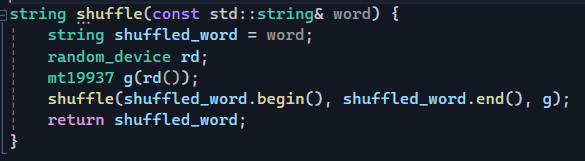 string shuffle(const std::string& word) {
string shuffled_word = word;
random_device rd;
mt19937 g(rd());
shuffle(shuffled_word.begin(), shuffled_word.end(), g);
return shuffled_word;
}